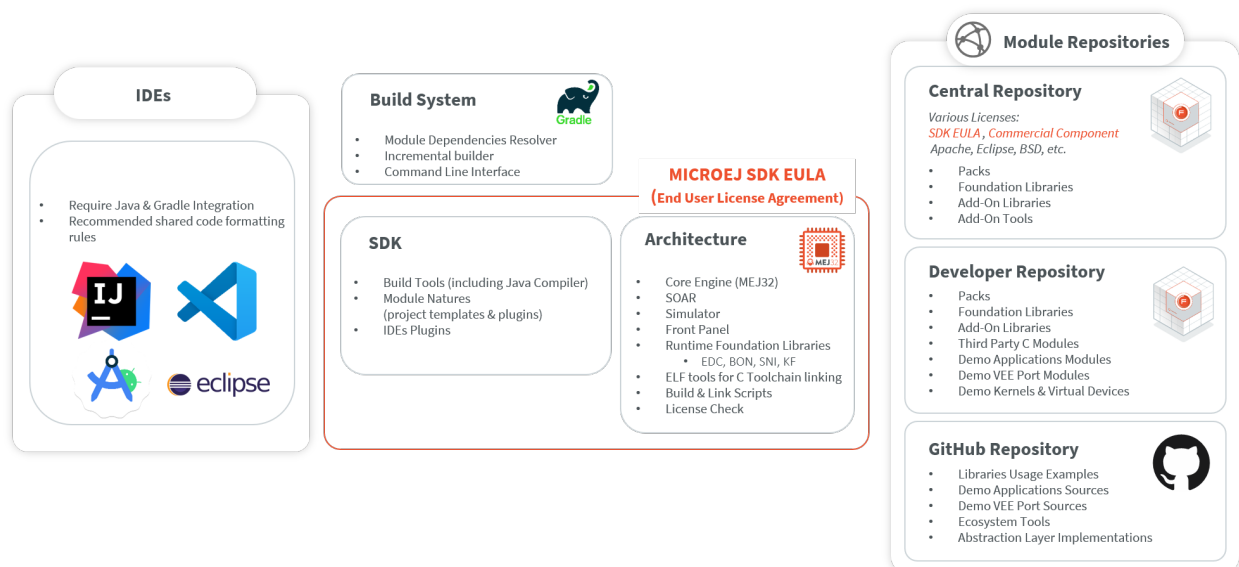 IDEs
• Require Java & Gradle Integration
• Recommended shared code formatting
rules
IJ
eclipse
Build System
Gradle
• Module Dependencies Resolver
• Incremental builder
• Command Line Interface
MICROEJ SDK EULA
(End User License Agreement)
SDK
• Build Tools (including Java Compiler)
• Module Natures
(project templates & plugins)
• IDEs Plugins
Architecture
MEJ32
• Core Engine (MEJ32)
• SOAR
• Simulator
• Front Panel
• Runtime Foundation Libraries
• EDC, BON, SNI, KF
• ELF tools for C Toolchain linking
• Build & Link Scripts
• License Check
Module Repositories
Central Repository
Various Licenses:
SDK EULA , Commercial Component
Apache, Eclipse, BSD, etc.
• Packs
• Foundation Libraries
• Add-On Libraries
• Add-On Tools
Developer Repository
• Packs
• Foundation Libraries
• Add-On Libraries
• Third Party C Modules
• Demo Applications Modules
• Demo VEE Port Modules
• Demo Kernels & Virtual Devices
GitHub Repository
• Libraries Usage Examples
• Demo Applications Sources
• Demo VEE Port Sources
• Ecosystem Tools
• Abstraction Layer Implementations